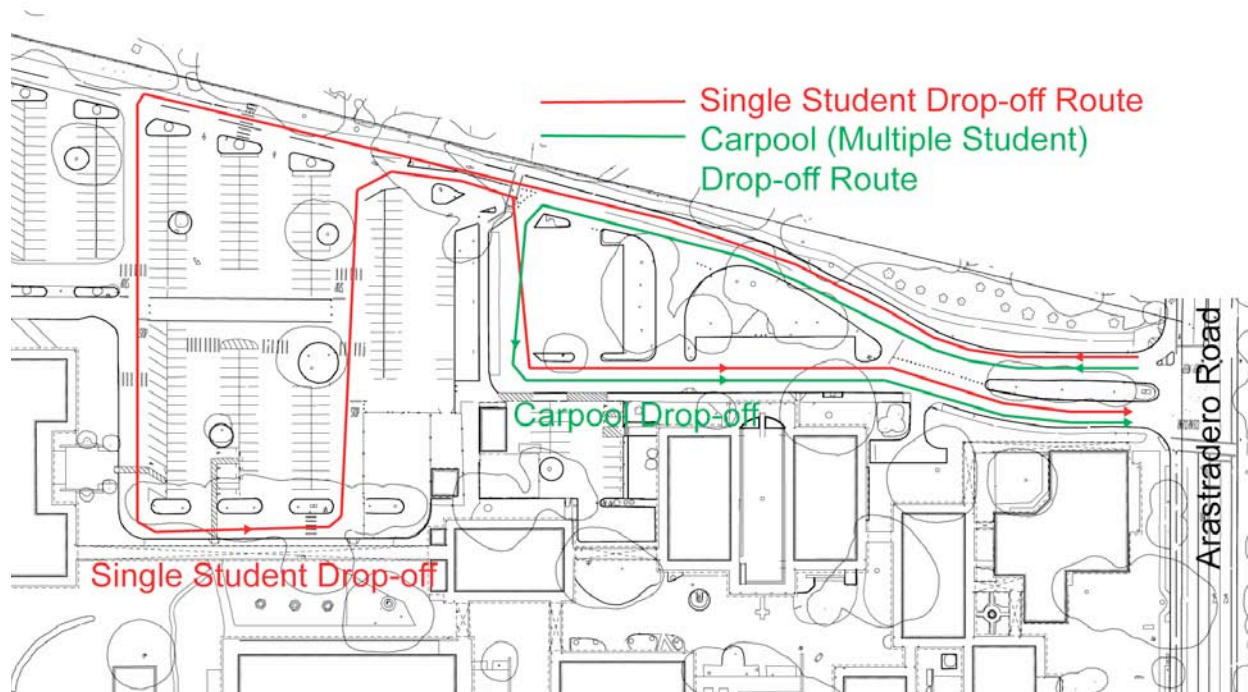 Single Student Drop-off Route
Carpool (Multiple Student)
Drop-off Route
Carpool Drop-off
Arastradero Road
Single Student Drop-off